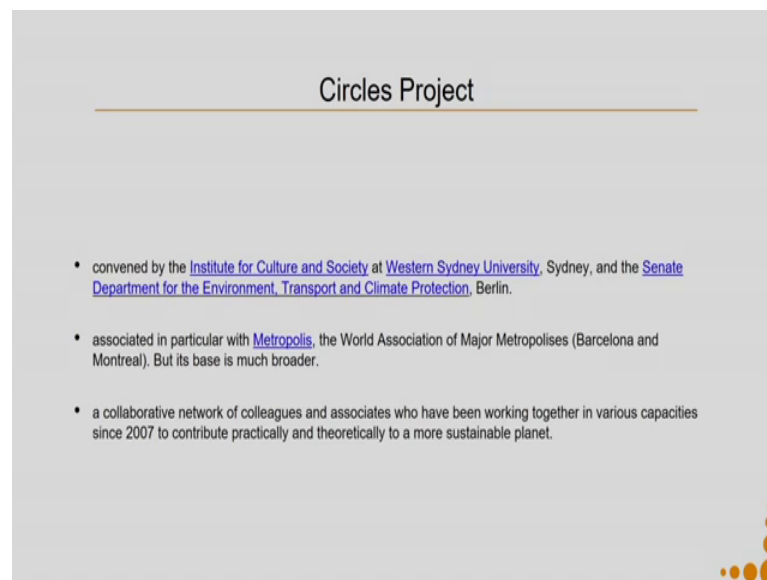 Circles Project
• convened by the Institute for Culture and Society at Western Sydney University, Sydney, and the Senate
Department for the Environment, Transport and Climate Protection, Berlin.
• associated in particular with Metropolis, the World Association of Major Metropolises (Barcelona and
Montreal). But its base is much broader.
• a collaborative network of colleagues and associates who have been working together in various capacities
since 2007 to contribute practically and theoretically to a more sustainable planet.